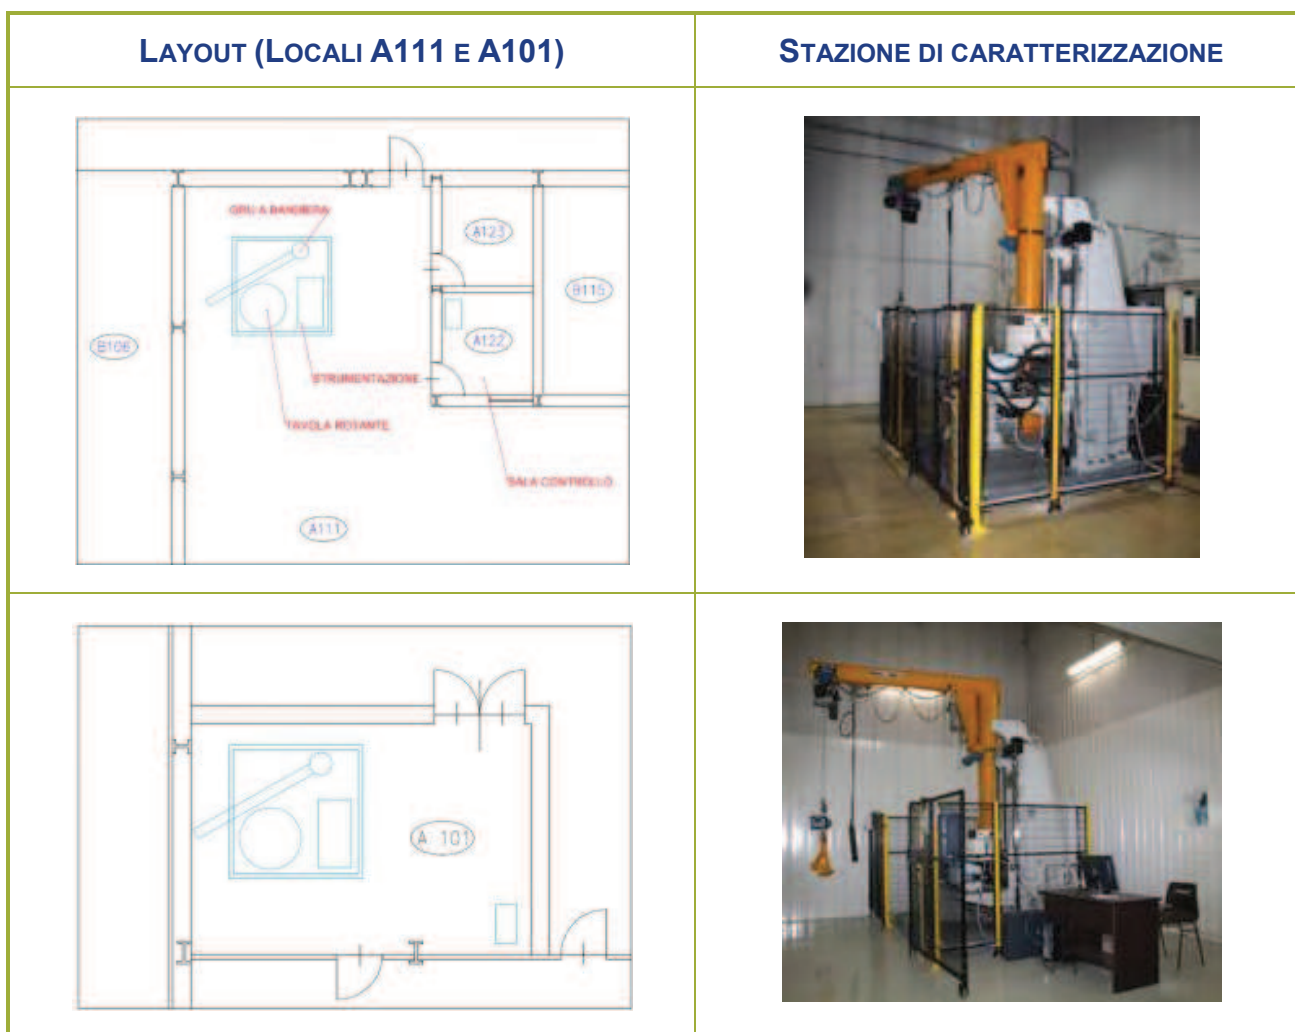 LAYOUT (LOCALI A111 E A101)
STAZIONE DI CARATTERIZZAZIONE
GRU A BANDIERA
A123
B115
B106
A122
STRUMENTAZIONE
TAVOLA ROTANTE
SALA CONTROLLO
A111
A 101